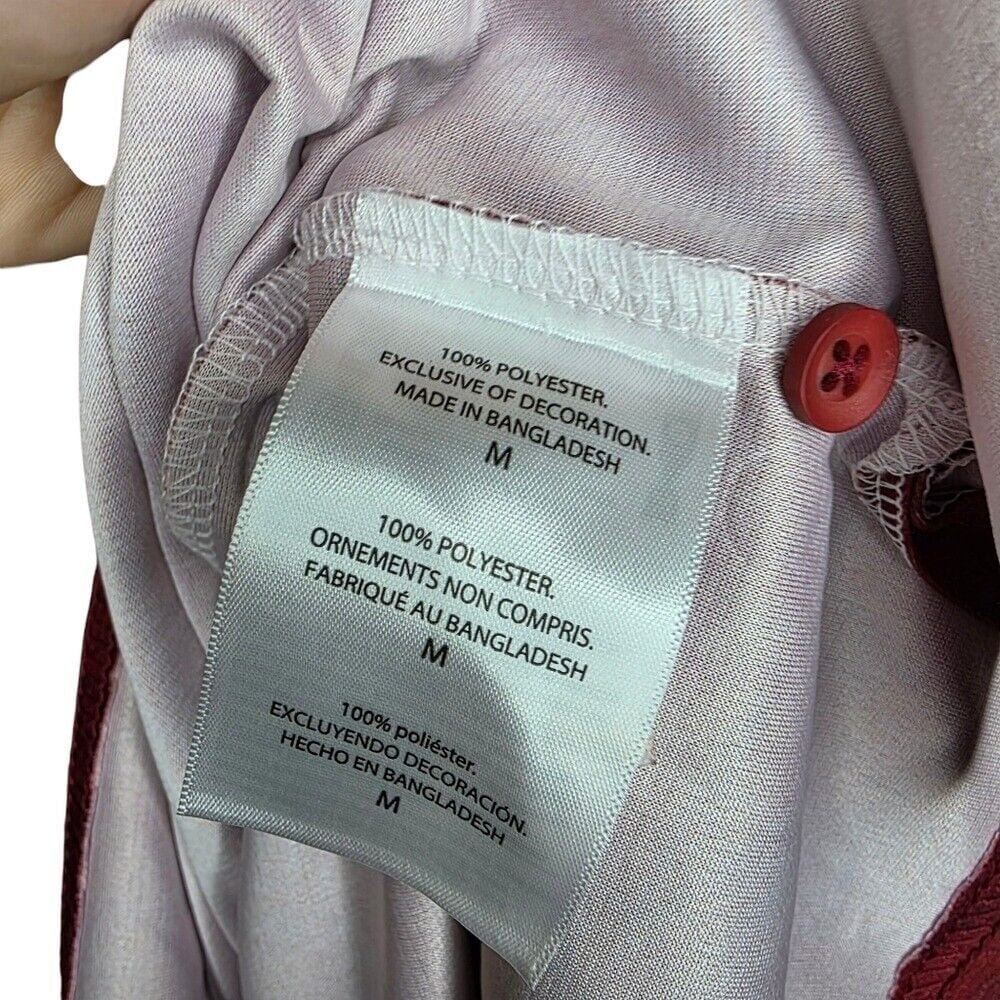 100% POLYESTER.
EXCLUSIVE OF DECORATION.
MADE IN BANGLADESH
M
100% POLYESTER.
ORNEMENTS NON COMPRIS.
FABRIQUÉ AU BANGLADESH
M
100% poliéster.
EXCLUYENDO DECORACIÓN.
HECHO EN BANGLADESH
M